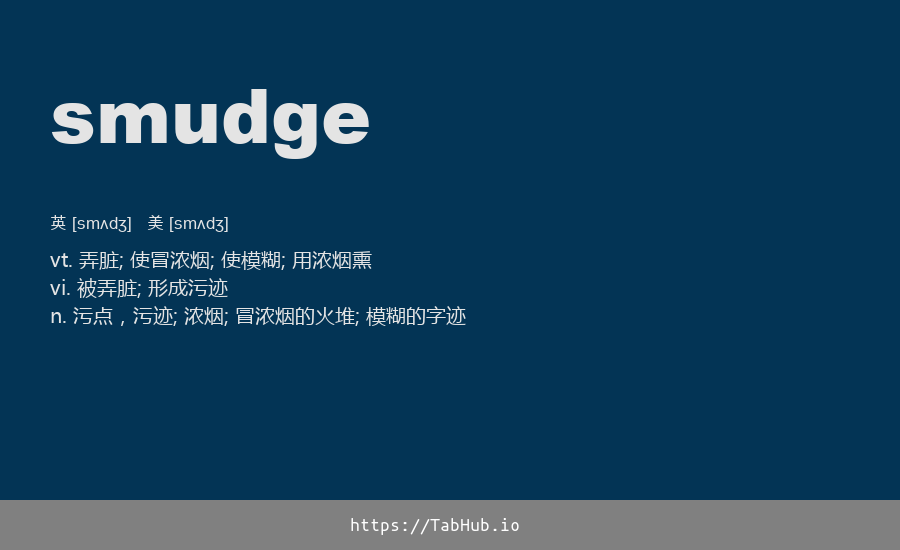 smudge
英 [smʌdʒ] 美 [smʌdʒ]
vt. 弄脏; 使冒浓烟; 使模糊; 用浓烟熏
vi. 被弄脏; 形成污迹
n. 污点，污迹; 浓烟; 冒浓烟的火堆; 模糊的字迹
https://TabHub.io